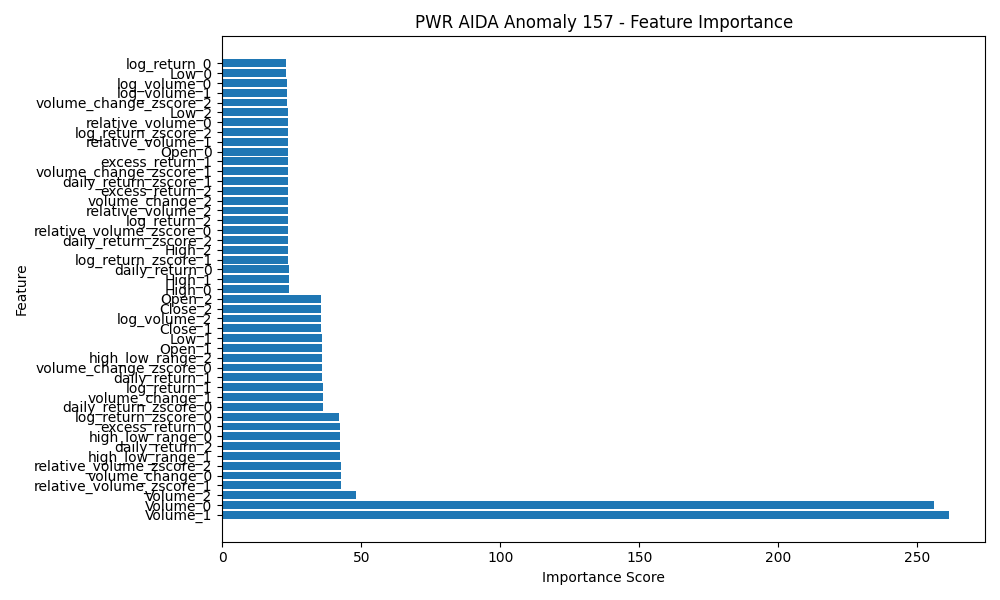 PWR AIDA Anomaly 157 - Feature Importance
log_return_0
Low_0
log_volume_0
log_volume_1
volume_change_zscore_2
Low_2
relative_volume_0
log_return_zscore_2
relative_volume_1
Open_0
excess_return_1
volume_change_zscore_1
daily_return_zscore_1
excess_return_2
volume_change_2
relative_volume_2
log_return_2
relative_volume_zscore_0
daily_return_zscore_2
High_2
log_return_zscore_1
daily_return_0
High_1
High_0
Open_2
Close_2
log_volume_2
Close_1
Low_1
Open_1
high_low_range_2
volume_change_zscore_0
daily_return_1
log_return_1
volume_change_1
daily_return_zscore_0
log_return_zscore_0
excess_return_0
high_low_range_0
daily_return_2
high_low_range_1
relative_volume_zscore_2
volume_change_0
relative_volume_zscore_1
Volume_2
Volume_0
Volume_1
Feature
0 50 100 150 200 250
Importance Score